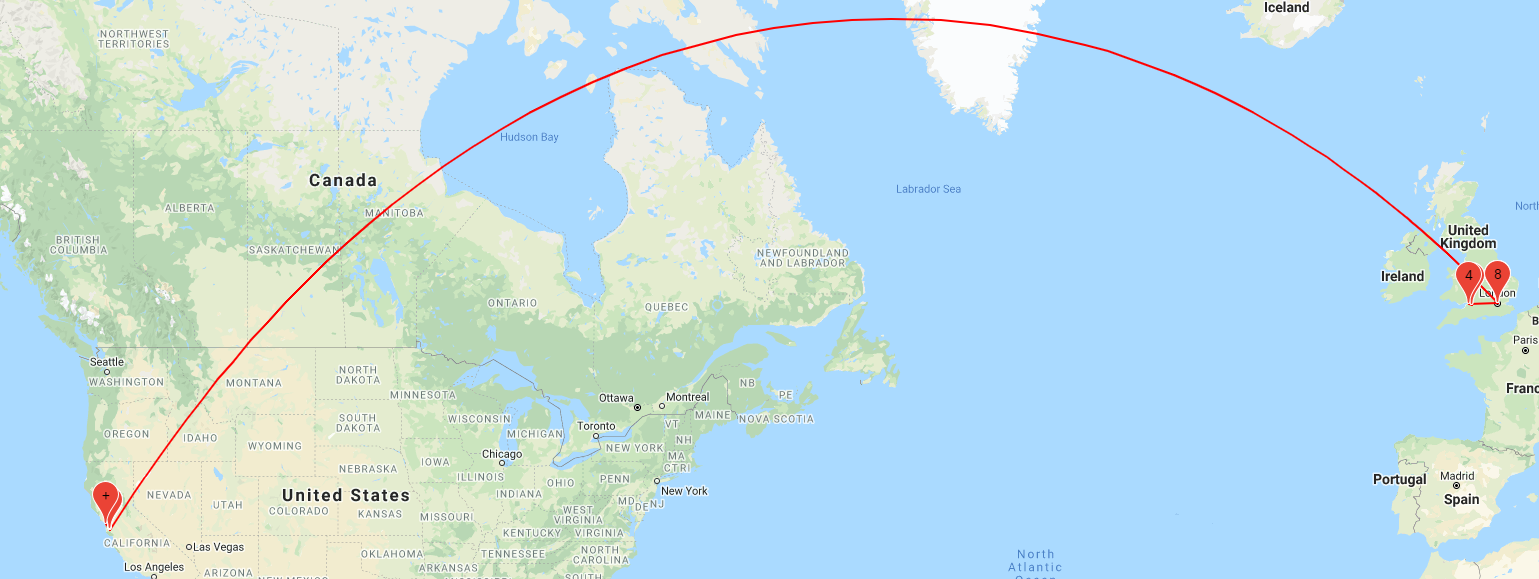 Iceland
NORTHWEST
TERRITORIES
Hudson Bay
Canada
Labrador Sea
ALBERTA
MANITOBA
BRITISH
COLUMBIA
SASKATCHEWAN
United
Kingdom
NEWFOUNDLAND
AND LABRADOR
Ireland
4
8
ONTARIO
QUEBEC
Seattle
WASHINGTON
MONTANA
NORTH
DAKOTA
MINNESOTA
Ottawa
Montreal
NB
PE
MAINE
NOVA SCOTIA
Paris
OREGON
IDAHO
WYOMING
SOUTH
DAKOTA
WISCONSIN
MICHIGAN
Toronto
VT
NH
NEW YORK
MA
CT RI
Chicago
IOWA
NEBRASKA
ILLINOIS
INDIANA
OHIO
PENN
New York
Portugal
Madrid
Spain
+
NEVADA
UTAH
United States
COLORADO
KANSAS
MISSOURI
WEST
VIRGINIA
MD
DE
NJ
KENTUCKY
VIRGINIA
CALIFORNIA
Las Vegas
Los Angeles
ARIZONA
OKLAHOMA
ARKANSAS
TENNESSEE
NORTH
CAROLINA
North
Atlantic